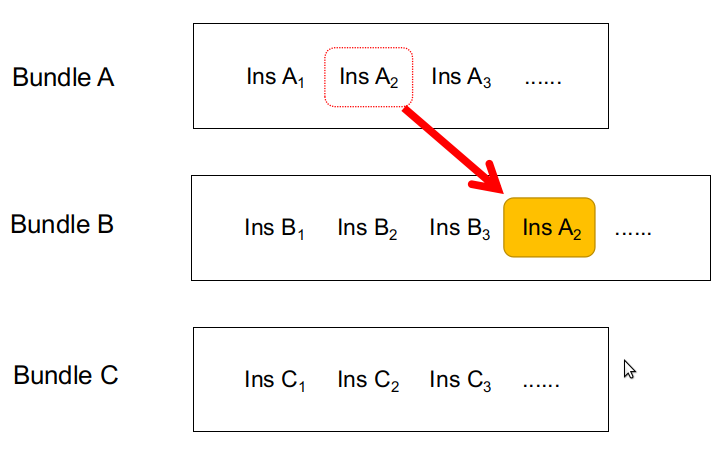 Bundle A Ins A₁ Ins A₂ Ins A₃ ......
Bundle B Ins B₁ Ins B₂ Ins B₃ Ins A₂ ......
Bundle C Ins C₁ Ins C₂ Ins C₃ ......